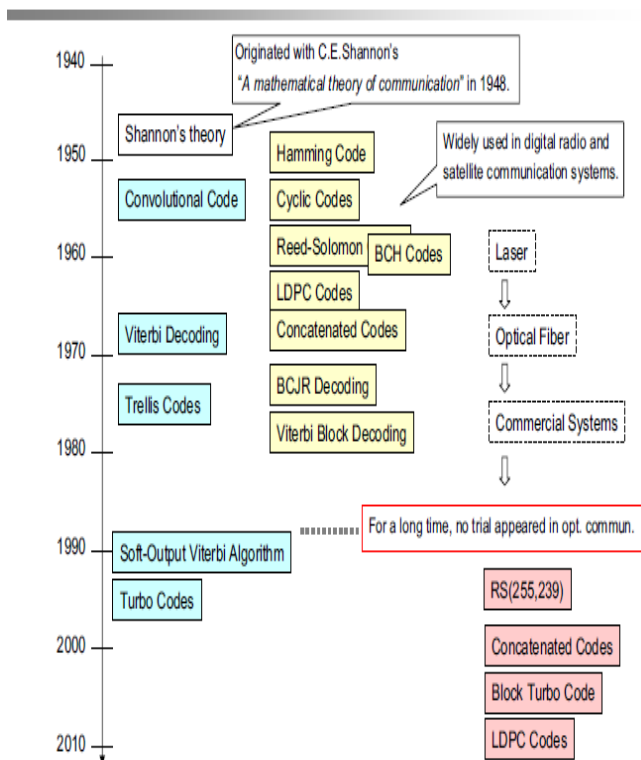 1940
Originated with C.E.Shannon's
"A mathematical theory of communication" in 1948.
Shannon's theory
1950
Hamming Code
Widely used in digital radio and
satellite communication systems.
Convolutional Code
Cyclic Codes
Reed-Solomon
BCH Codes
1960
Laser
LDPC Codes
Viterbi Decoding
Concatenated Codes
Optical Fiber
1970
BCJR Decoding
Trellis Codes
Commercial Systems
Viterbi Block Decoding
1980
For a long time, no trial appeared in opt. commun.
1990
Soft-Output Viterbi Algorithm
RS(255,239)
Turbo Codes
2000
Concatenated Codes
Block Turbo Code
LDPC Codes
2010